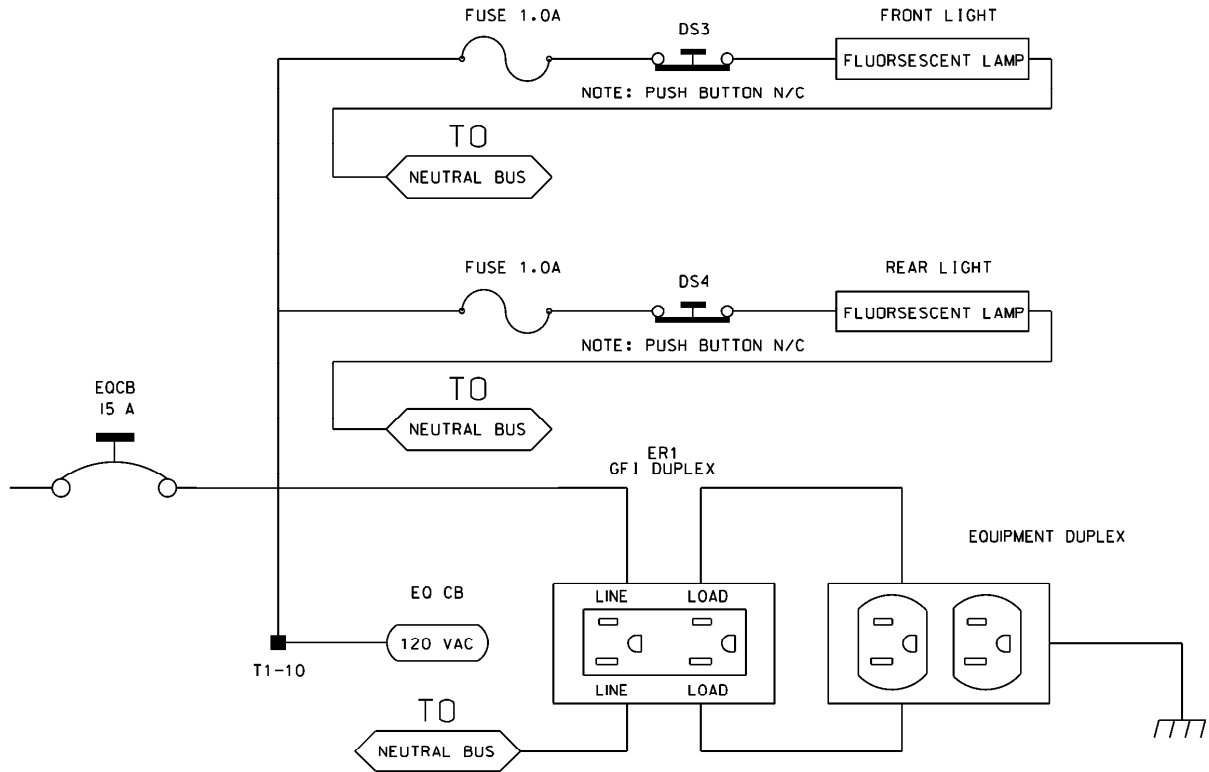 FUSE 1.0A
DS3
FRONT LIGHT
FLUORSESCENT LAMP
NOTE: PUSH BUTTON N/C
TO
NEUTRAL BUS
FUSE 1.0A
DS4
REAR LIGHT
FLUORSESCENT LAMP
NOTE: PUSH BUTTON N/C
TO
NEUTRAL BUS
EQCB
15 A
ER1
GFI DUPLEX
EQUIPMENT DUPLEX
EQ CB
120 VAC
T1-10
LINE LOAD
LINE LOAD
TO
NEUTRAL BUS